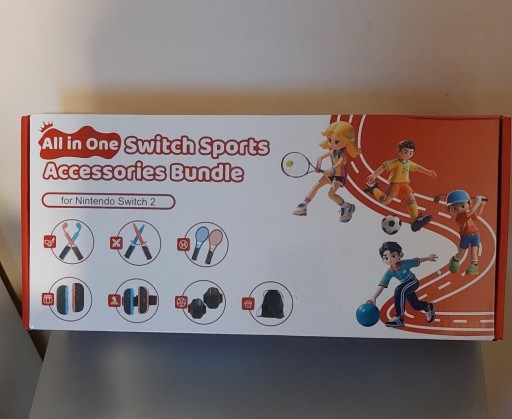 All in One Switch Sports
Accessories Bundle
for Nintendo Switch 2